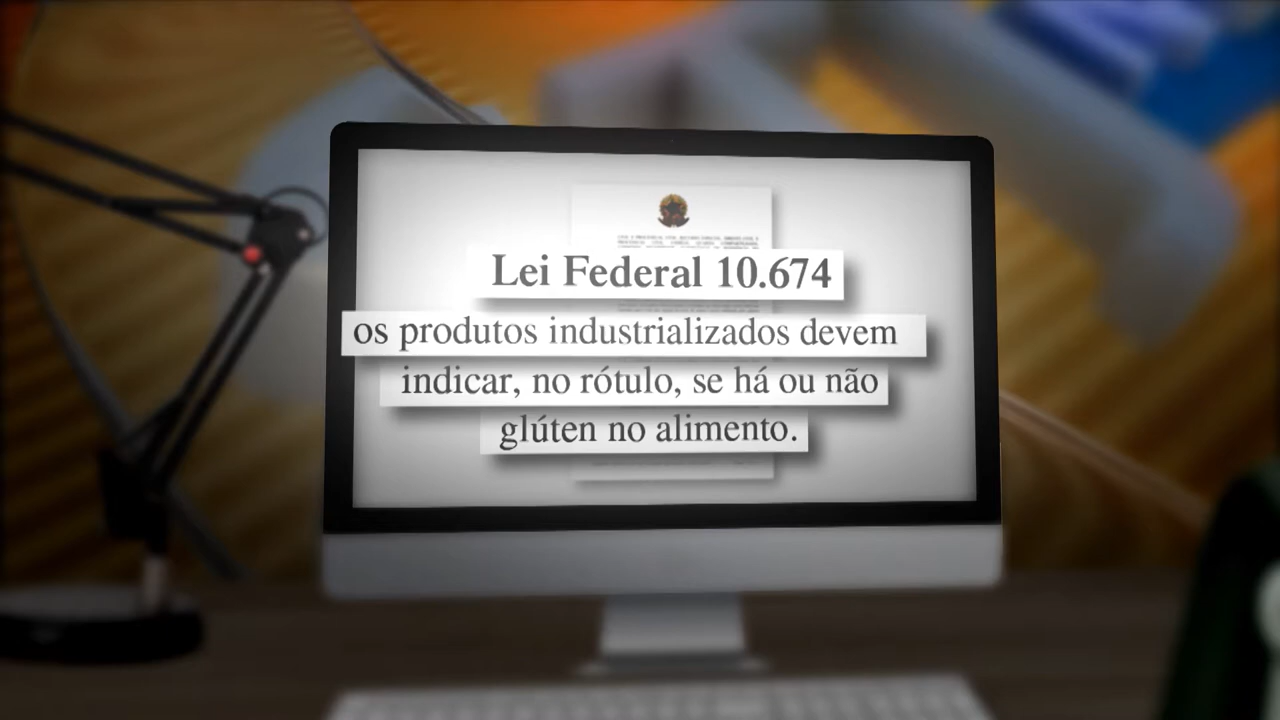 Lei Federal 10.674
os produtos industrializados devem
indicar, no rótulo, se há ou não
glúten no alimento.